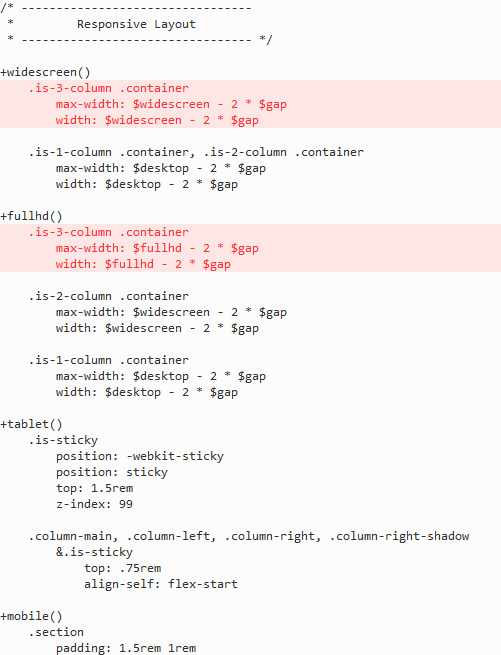 /* ---------------------------------
 *         Responsive Layout
 * --------------------------------- */

+widescreen()
    .is-3-column .container
        max-width: $widescreen - 2 * $gap
        width: $widescreen - 2 * $gap

    .is-1-column .container, .is-2-column .container
        max-width: $desktop - 2 * $gap
        width: $desktop - 2 * $gap

+fullhd()
    .is-3-column .container
        max-width: $fullhd - 2 * $gap
        width: $fullhd - 2 * $gap

    .is-2-column .container
        max-width: $widescreen - 2 * $gap
        width: $widescreen - 2 * $gap

    .is-1-column .container
        max-width: $desktop - 2 * $gap
        width: $desktop - 2 * $gap

+tablet()
    .is-sticky
        position: -webkit-sticky
        position: sticky
        top: 1.5rem
        z-index: 99

    .column-main, .column-left, .column-right, .column-right-shadow
        &.is-sticky
            top: .75rem
            align-self: flex-start

+mobile()
    .section
        padding: 1.5rem 1rem